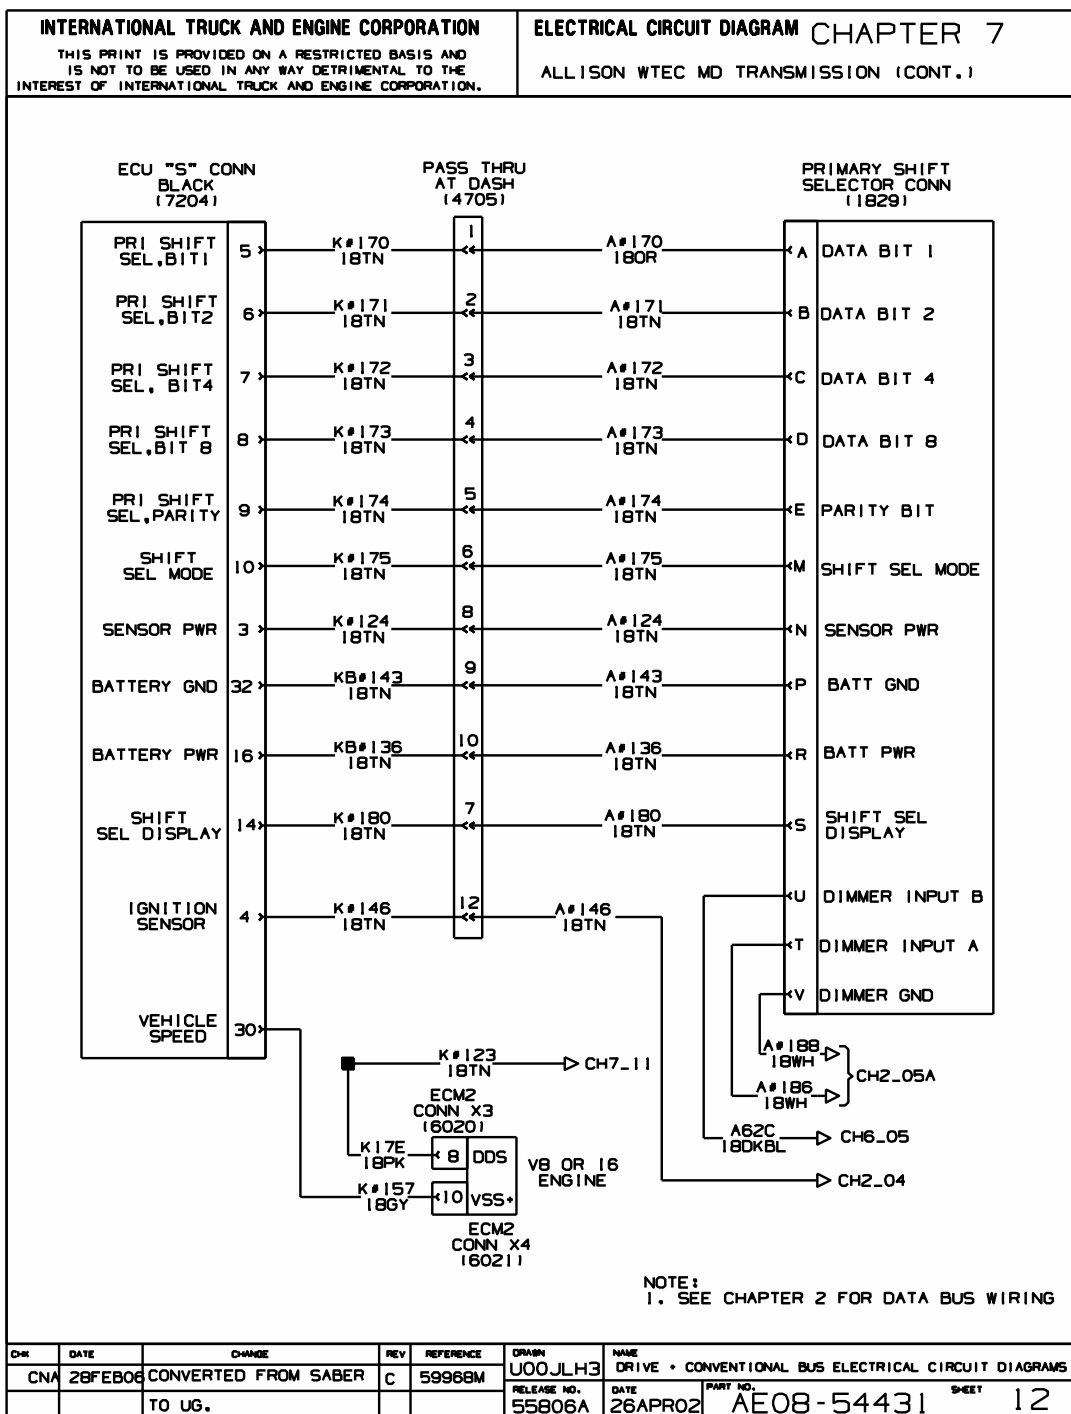 INTERNATIONAL TRUCK AND ENGINE CORPORATION
THIS PRINT IS PROVIDED ON A RESTRICTED BASIS AND
IS NOT TO BE USED IN ANY WAY DETRIMENTAL TO THE
INTEREST OF INTERNATIONAL TRUCK AND ENGINE CORPORATION.
ELECTRICAL CIRCUIT DIAGRAM CHAPTER 7
ALLISON WTEC MD TRANSMISSION (CONT.)
ECU "S" CONN
BLACK
(7204)
PASS THRU
AT DASH
(4705)
PRIMARY SHIFT
SELECTOR CONN
(1829)
PRI SHIFT
SEL,BIT1
5
K#170
18TN
1
A#170
18OR
A
DATA BIT 1
PRI SHIFT
SEL,BIT2
6
K#171
18TN
2
A#171
18TN
B
DATA BIT 2
PRI SHIFT
SEL, BIT4
7
K#172
18TN
3
A#172
18TN
C
DATA BIT 4
PRI SHIFT
SEL,BIT 8
8
K#173
18TN
4
A#173
18TN
D
DATA BIT 8
PRI SHIFT
SEL,PARITY
9
K#174
18TN
5
A#174
18TN
E
PARITY BIT
SHIFT
SEL MODE
10
K#175
18TN
6
A#175
18TN
M
SHIFT SEL MODE
SENSOR PWR
3
K#124
18TN
8
A#124
18TN
N
SENSOR PWR
BATTERY GND
32
KB#143
18TN
9
A#143
18TN
P
BATT GND
BATTERY PWR
16
KB#136
18TN
10
A#136
18TN
R
BATT PWR
SHIFT
SEL DISPLAY
14
K#180
18TN
7
A#180
18TN
S
SHIFT SEL
DISPLAY
IGNITION
SENSOR
4
K#146
18TN
12
A#146
18TN
U
DIMMER INPUT B
T
DIMMER INPUT A
V
DIMMER GND
VEHICLE
SPEED
30
K#123
18TN
CH7_11
A#188
18WH
A#186
18WH
CH2_05A
A62C
18DKBL
CH6_05
CH2_04
ECM2
CONN X3
(6020)
K17E
18PK
8
DDS
V8 OR I6
ENGINE
K#157
18GY
10
VSS+
ECM2
CONN X4
(6021)
NOTE:
1. SEE CHAPTER 2 FOR DATA BUS WIRING
CHK
DATE
CHANGE
REV
REFERENCE
CNA
28FEB06
CONVERTED FROM SABER
C
59968M
TO UG.
DRAWN
U00JLH3
NAME
DRIVE + CONVENTIONAL BUS ELECTRICAL CIRCUIT DIAGRAMS
RELEASE NO.
55806A
DATE
26APR02
PART NO.
AE08-54431
SHEET
12